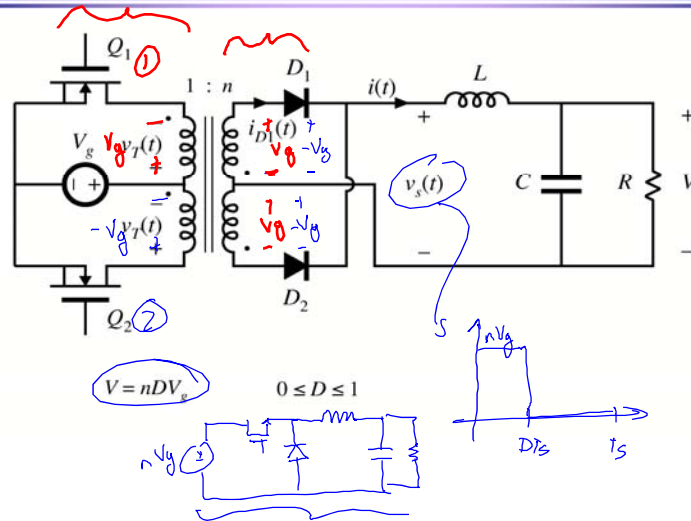 Q1 ①
1 : n
D1
i(t)
L
iD1(t)
+
+
− +
+ +
Vg
Vg vT(t)
+
Vg −Vg
− −
vs(t)
C
R
V
−
−Vg vT(t)
+
+ +
Vg −Vg
− −
−
−
D2
Q2 ②
S
nVg
V = nDVg
0 ≤ D ≤ 1
DTs
Ts
nVg